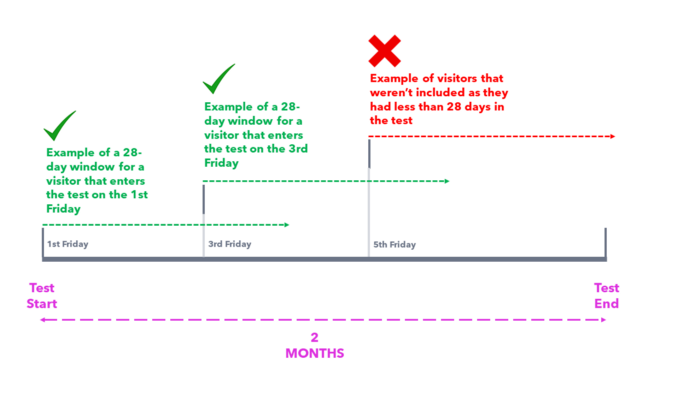 Example of visitors that
weren't included as they
had less than 28 days in
the test
Example of a 28-
day window for a
visitor that enters
the test on the 3rd
Friday
Example of a 28-
day window for a
visitor that enters
the test on the 1st
Friday
1st Friday
3rd Friday
5th Friday
Test
Start
Test
End
2
MONTHS